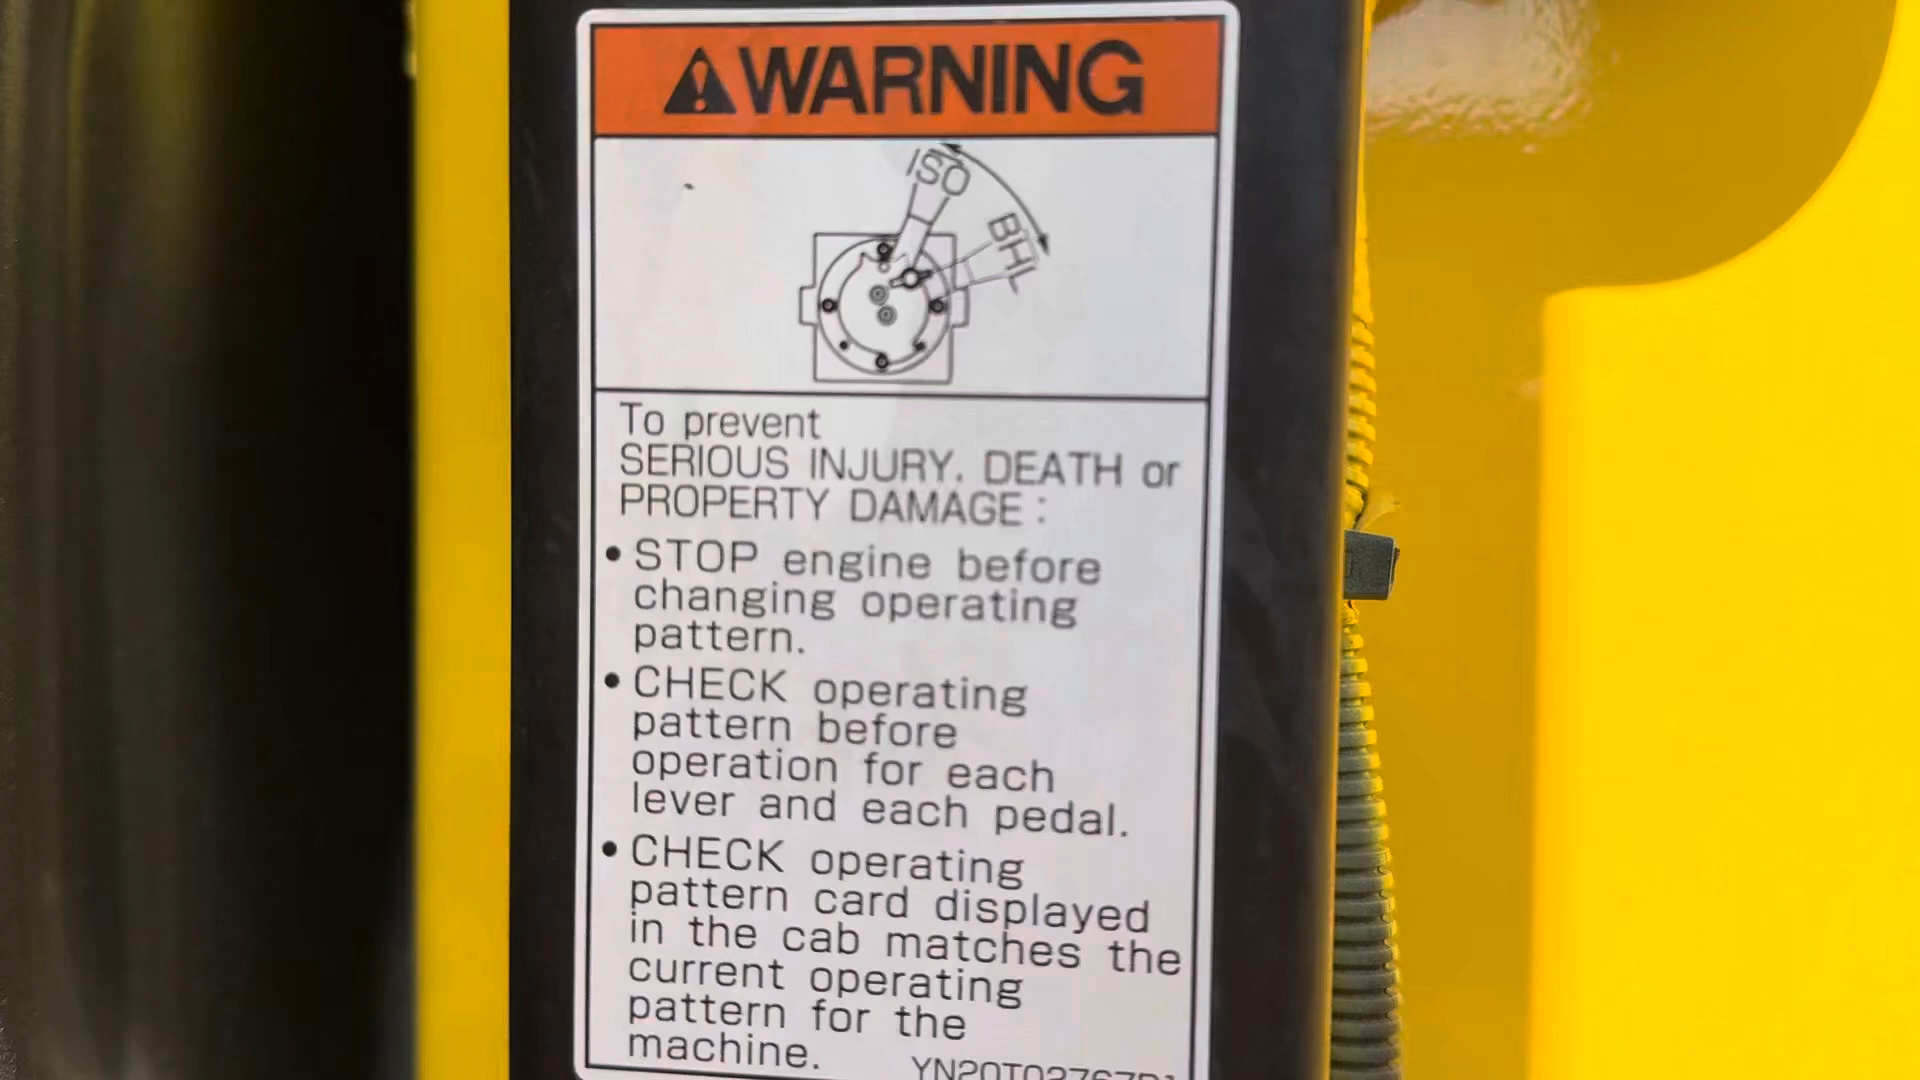 WARNING
ISO
BHL
To prevent
SERIOUS INJURY, DEATH or
PROPERTY DAMAGE :
• STOP engine before
changing operating
pattern.
• CHECK operating
pattern before
operation for each
lever and each pedal.
• CHECK operating
pattern card displayed
in the cab matches the
current operating
pattern for the
machine.